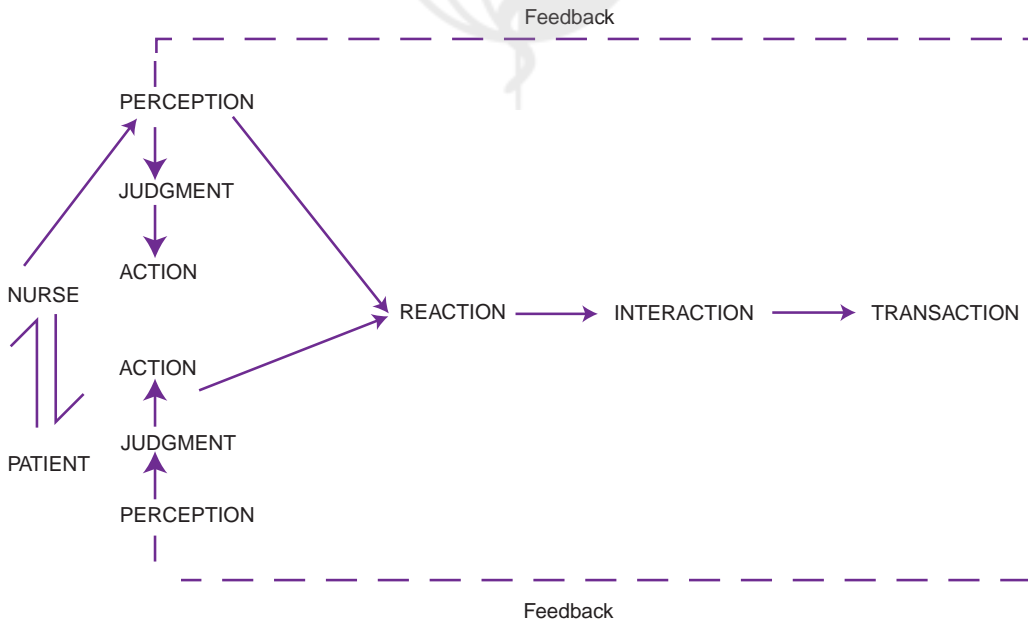 Feedback
PERCEPTION
JUDGMENT
ACTION
NURSE
REACTION
INTERACTION
TRANSACTION
ACTION
JUDGMENT
PATIENT
PERCEPTION
Feedback